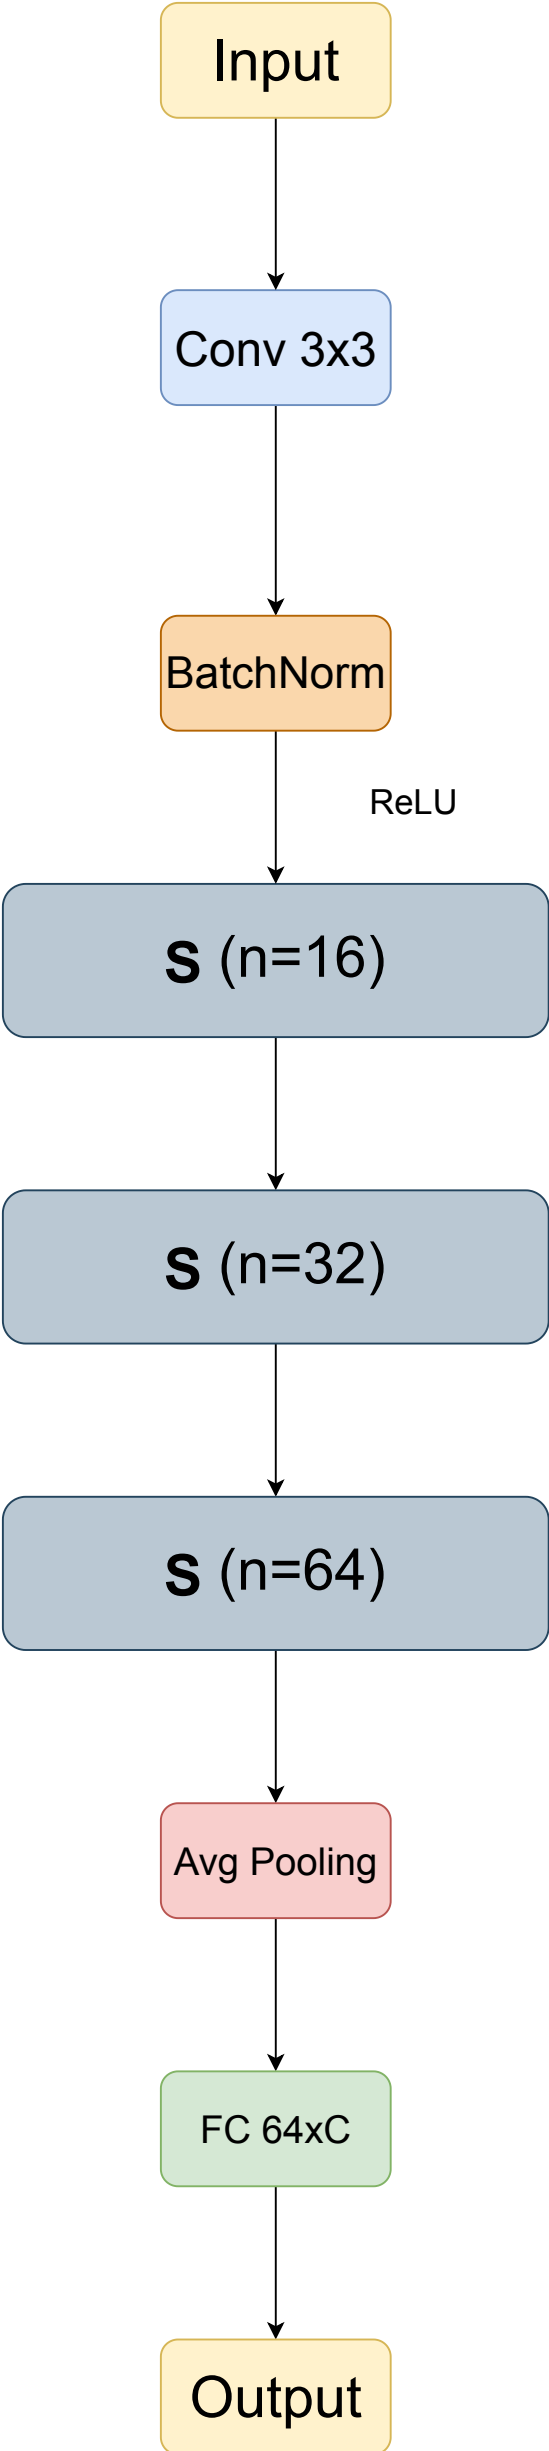 Input
Conv 3x3
BatchNorm
ReLU
S (n=16)
S (n=32)
S (n=64)
Avg Pooling
FC 64xC
Output